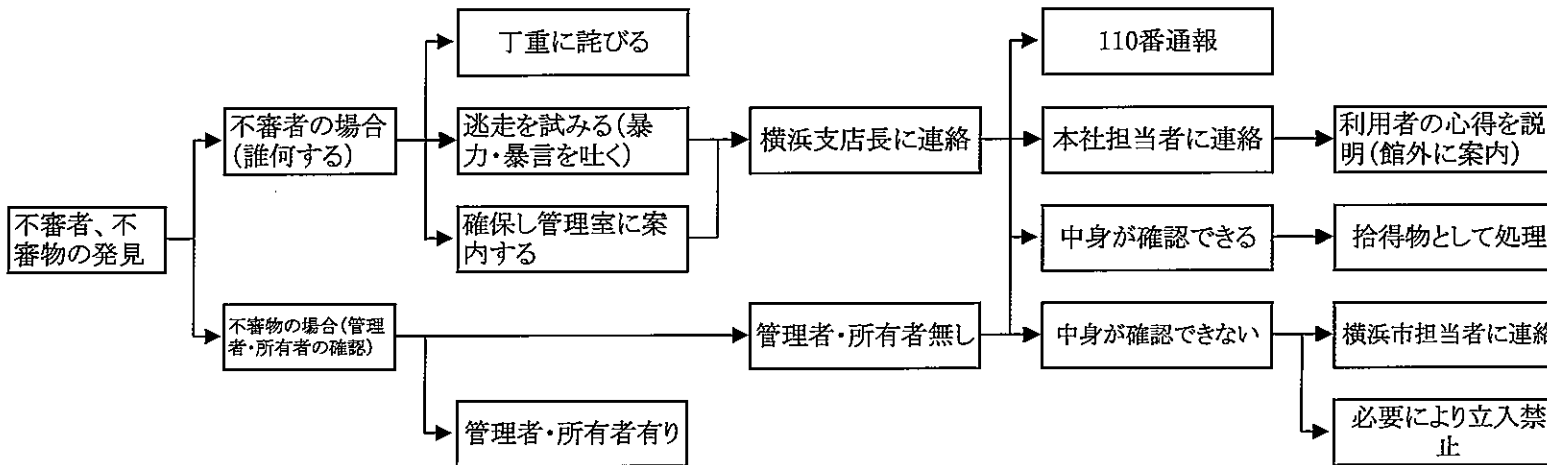 丁重に詫びる
110番通報
不審者の場合
(誰何する)
逃走を試みる(暴
力・暴言を吐く)
横浜支店長に連絡
本社担当者に連絡
利用者の心得を説
明(館外に案内)
不審者、不
審物の発見
確保し管理室に案
内する
中身が確認できる
拾得物として処理
不審物の場合(管理
者・所有者の確認)
管理者・所有者無し
中身が確認できない
横浜市担当者に連絡
管理者・所有者有り
必要により立入禁
止